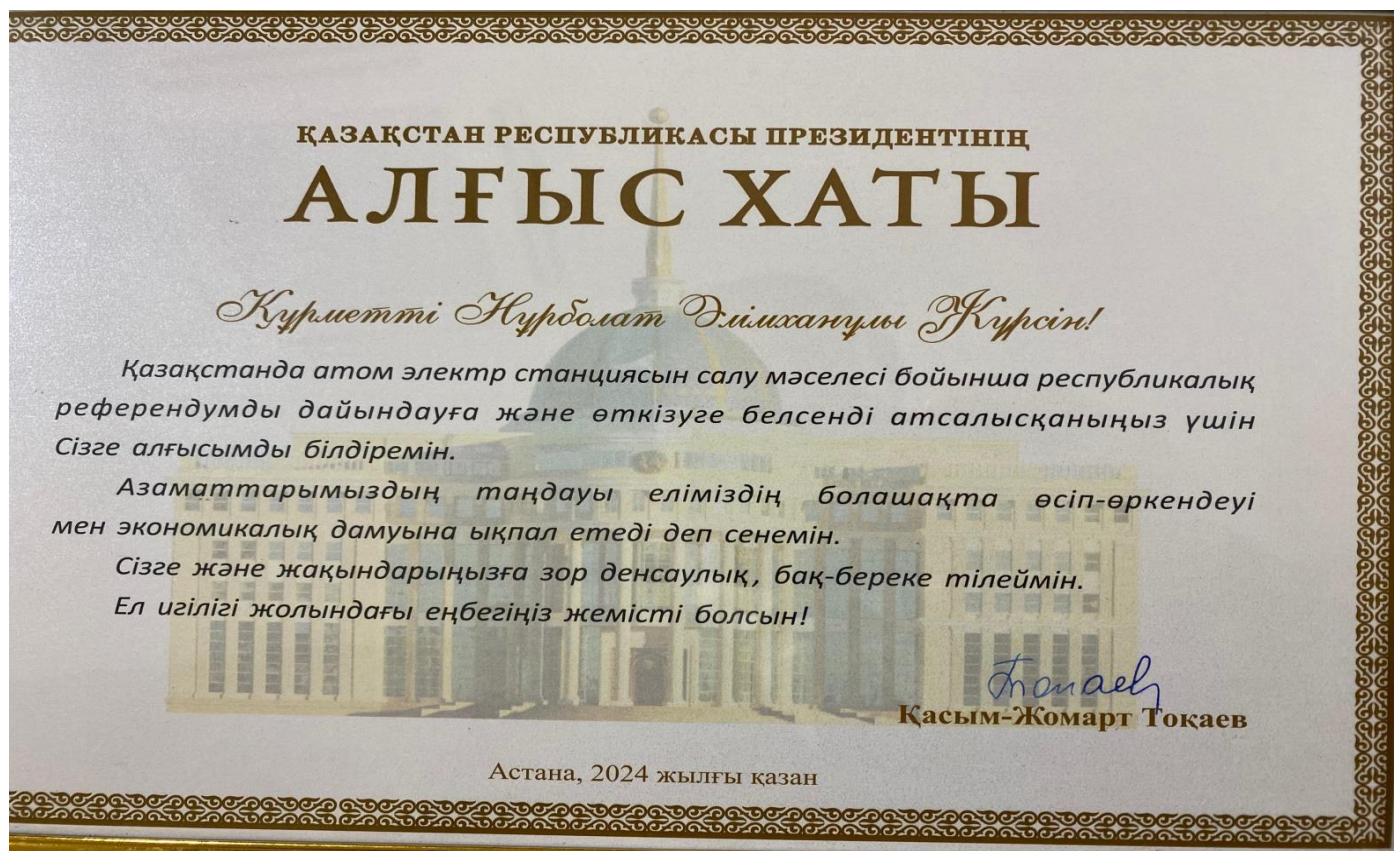 ҚАЗАҚСТАН РЕСПУБЛИКАСЫ ПРЕЗИДЕНТІНІҢ
АЛҒЫС ХАТЫ
Құрметті Нұрболат Әлімханұлы Жүрсін!
Қазақстанда атом электр станциясын салу мәселесі бойынша республикалық
референдумды дайындауға және өткізуге белсенді атсалысқаныңыз үшін
Сізге алғысымды білдіремін.
Азаматтарымыздың таңдауы еліміздің болашақта өсіп-өркендеуі
мен экономикалық дамуына ықпал етеді деп сенемін.
Сізге және жақындарыңызға зор денсаулық, бақ-береке тілеймін.
Ел игілігі жолындағы еңбегіңіз жемісті болсын!
Тоқаев
Қасым-Жомарт Тоқаев
Астана, 2024 жылғы қазан